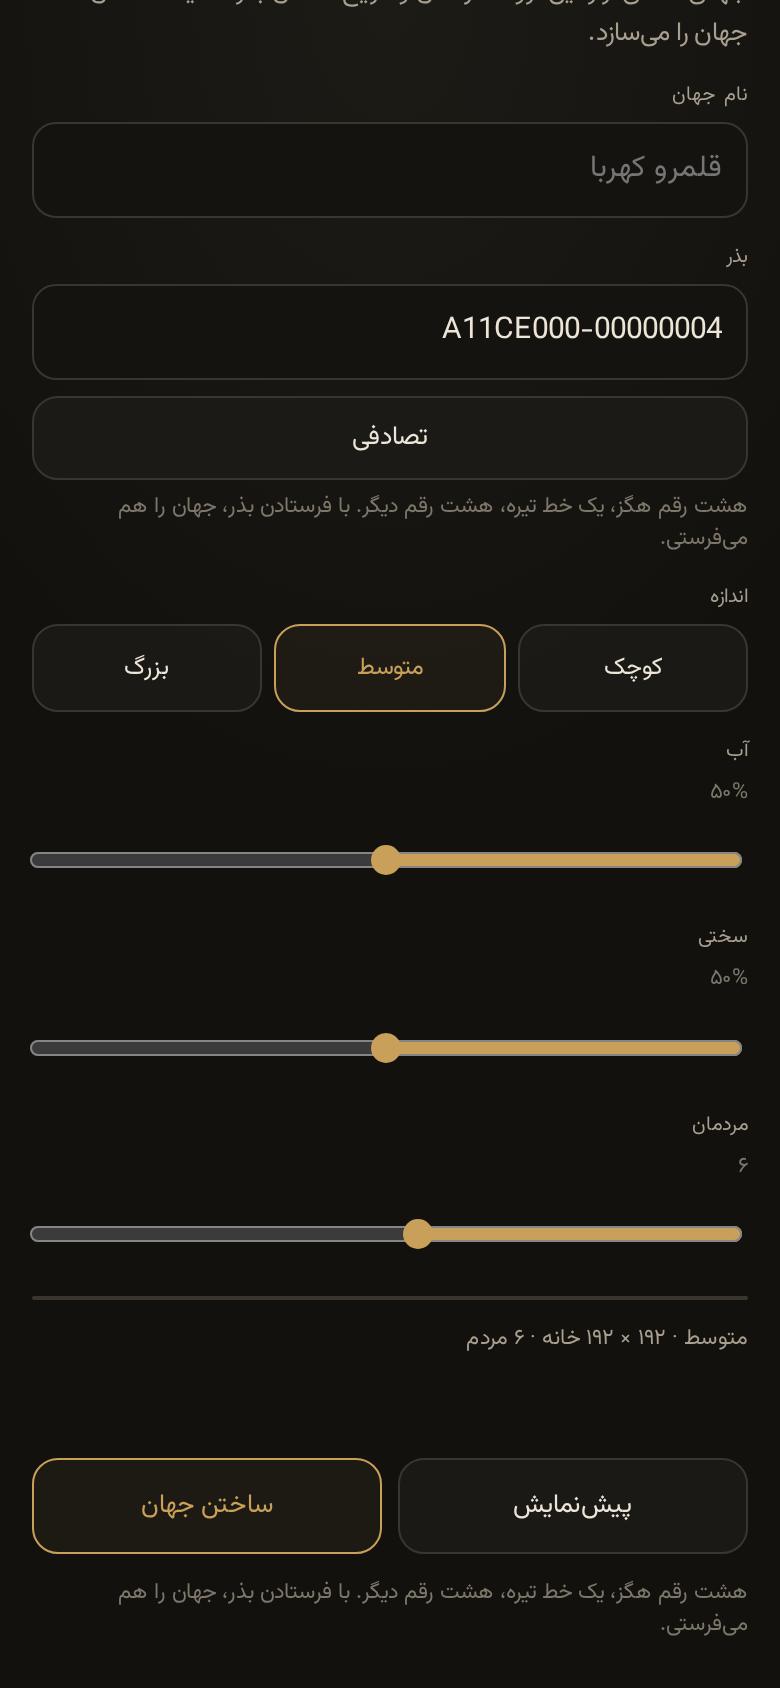 جهان را می‌سازد.
نام جهان
قلمرو کهربا
بذر
A11CE000-00000004
تصادفی
هشت رقم هگز، یک خط تیره، هشت رقم دیگر. با فرستادن بذر، جهان را هم
می‌فرستی.
اندازه
کوچک
متوسط
بزرگ
آب
۵۰%
سختی
۵۰%
مردمان
۶
متوسط · ۱۹۲ × ۱۹۲ خانه · ۶ مردم
پیش‌نمایش
ساختن جهان
هشت رقم هگز، یک خط تیره، هشت رقم دیگر. با فرستادن بذر، جهان را هم
می‌فرستی.